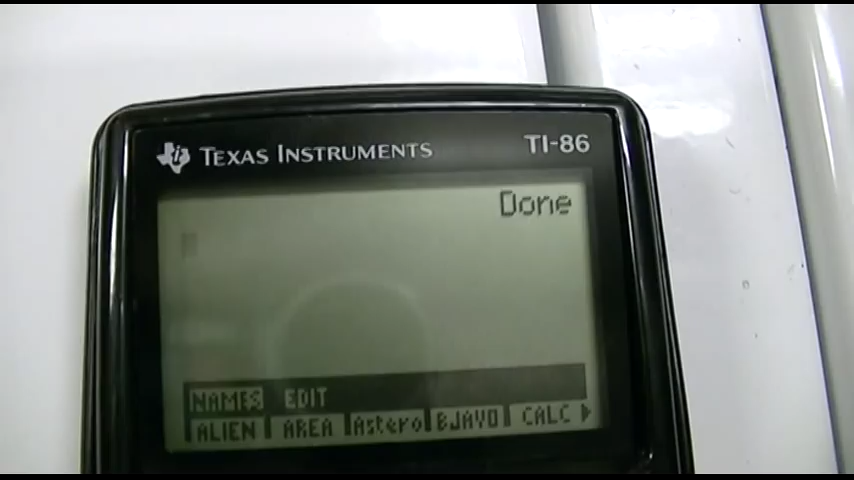 TEXAS INSTRUMENTS TI-86
Done
NAMES EDIT
ALIEN AREA Astero BJAVO CALC